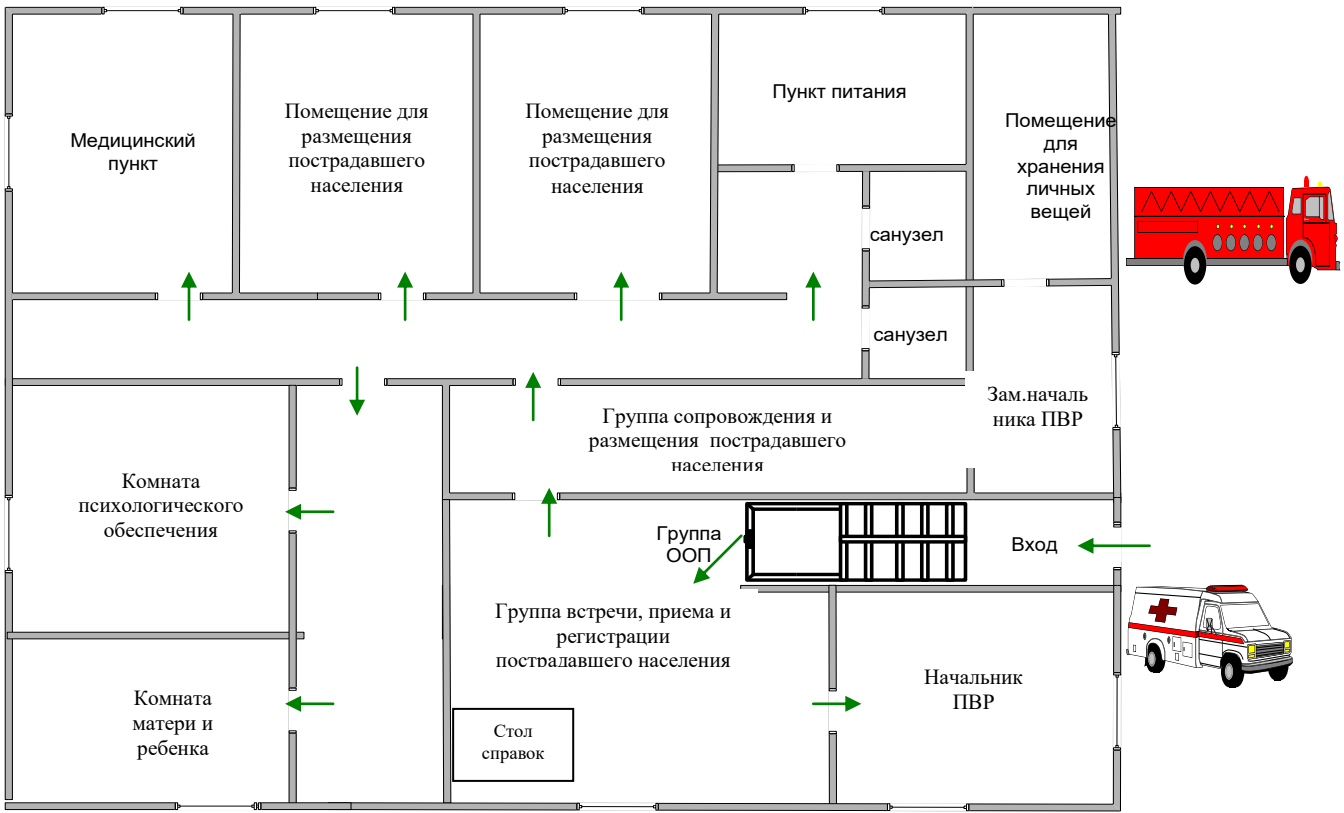 Медицинский
пункт
Помещение для
размещения
пострадавшего
населения
Помещение для
размещения
пострадавшего
населения
Пункт питания
Помещение
для
хранения
личных
вещей
санузел
санузел
Зам.началь
ника ПВР
Группа сопровождения и
размещения пострадавшего
населения
Комната
психологического
обеспечения
Группа
ООП
Вход
Группа встречи, приема и
регистрации
пострадавшего населения
Начальник
ПВР
Комната
матери и
ребенка
Стол
справок